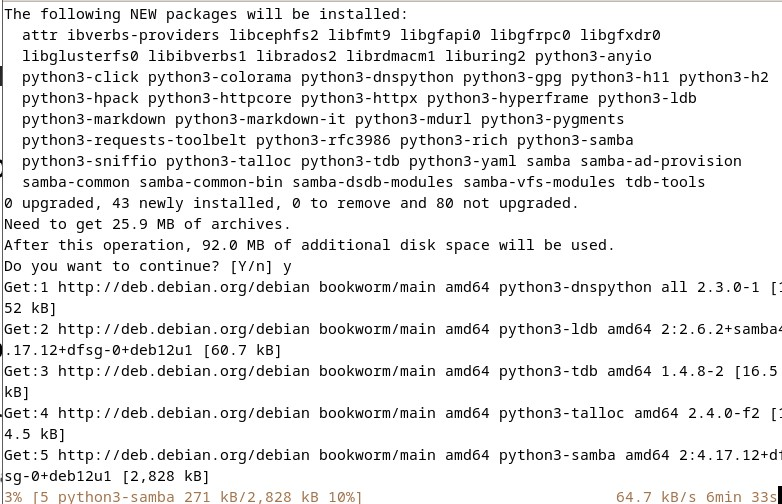 The following NEW packages will be installed:
attr ibverbs-providers libcephfs2 libfmt9 libgfapi0 libgfrpc0 libgfxdr0
libglusterfs0 libibverbs1 librados2 librdmacm1 liburing2 python3-anyio
python3-click python3-colorama python3-dnspython python3-gpg python3-h11 python3-h2
python3-hpack python3-httpcore python3-httpx python3-hyperframe python3-ldb
python3-markdown python3-markdown-it python3-mdurl python3-pygments
python3-requests-toolbelt python3-rfc3986 python3-rich python3-samba
python3-sniffio python3-talloc python3-tdb python3-yaml samba samba-ad-provision
samba-common samba-common-bin samba-dsdb-modules samba-vfs-modules tdb-tools
0 upgraded, 43 newly installed, 0 to remove and 80 not upgraded.
Need to get 25.9 MB of archives.
After this operation, 92.0 MB of additional disk space will be used.
Do you want to continue? [Y/n] y
Get:1 http://deb.debian.org/debian bookworm/main amd64 python3-dnspython all 2.3.0-1 [1
52 kB]
Get:2 http://deb.debian.org/debian bookworm/main amd64 python3-ldb amd64 2:2.6.2+samba4
.17.12+dfsg-0+deb12u1 [60.7 kB]
Get:3 http://deb.debian.org/debian bookworm/main amd64 python3-tdb amd64 1.4.8-2 [16.5
kB]
Get:4 http://deb.debian.org/debian bookworm/main amd64 python3-talloc amd64 2.4.0-f2 [1
4.5 kB]
Get:5 http://deb.debian.org/debian bookworm/main amd64 python3-samba amd64 2:4.17.12+df
sg-0+deb12u1 [2,828 kB]
3% [5 python3-samba 271 kB/2,828 kB 10%] 64.7 kB/s 6min 33s